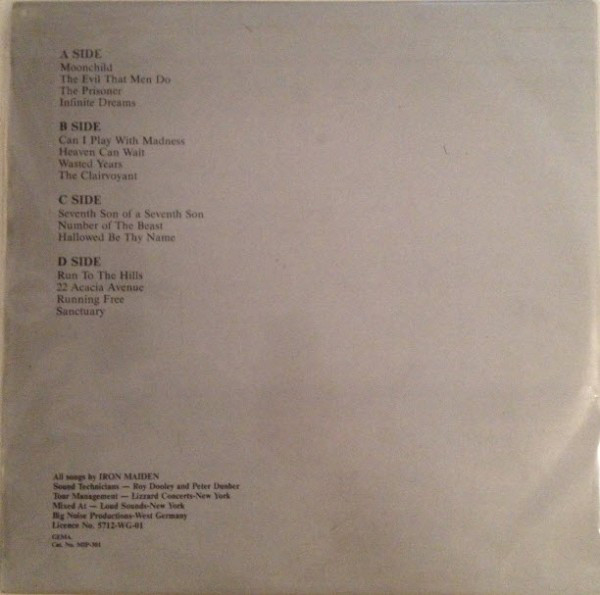 A SIDE
Moonchild
The Evil That Men Do
The Prisoner
Infinite Dreams
B SIDE
Can I Play With Madness
Heaven Can Wait
Wasted Years
The Clairvoyant
C SIDE
Seventh Son of a Seventh Son
Number of The Beast
Hallowed Be Thy Name
D SIDE
Run To The Hills
22 Acacia Avenue
Running Free
Sanctuary
All songs by IRON MAIDEN
Sound Technicians — Roy Dooley and Peter Dunber
Tour Management — Lizzard Concerts-New York
Mixed At — Loud Sounds-New York
Big Noise Productions-West Germany
Licence No. 5712-WG-01
GEMA
Cat. No.